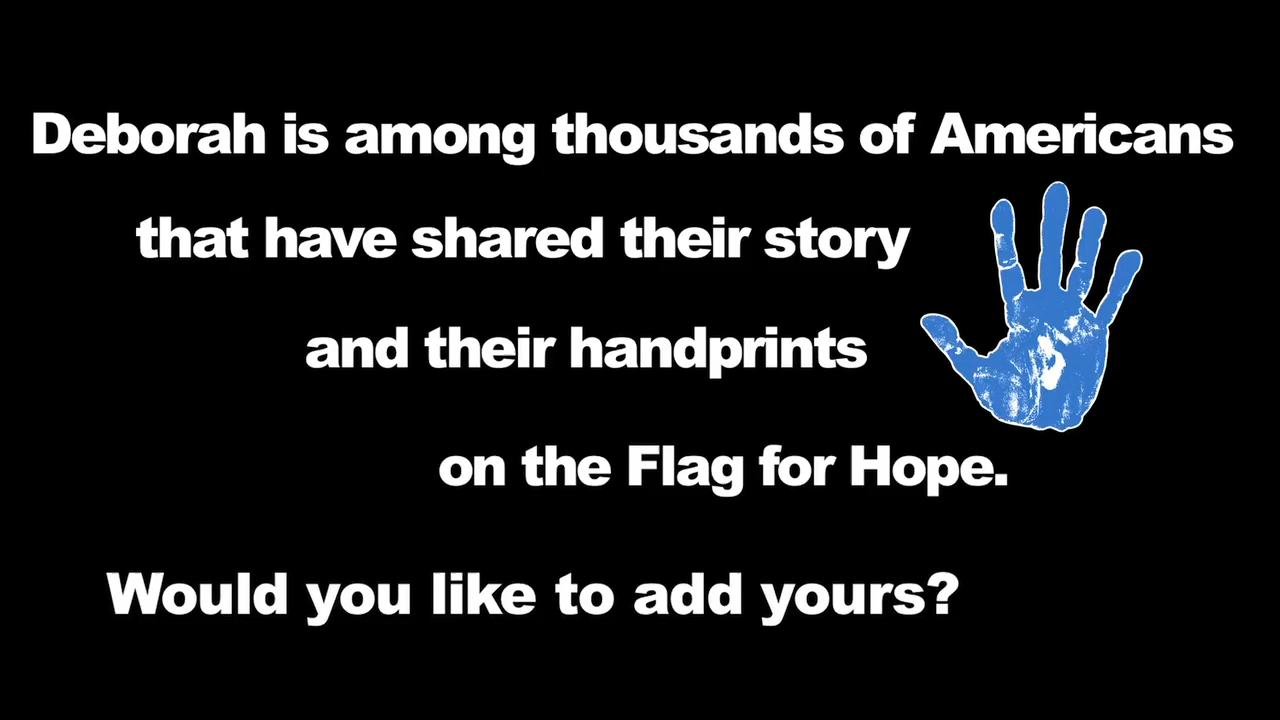 Deborah is among thousands of Americans
that have shared their story
and their handprints
on the Flag for Hope.
Would you like to add yours?